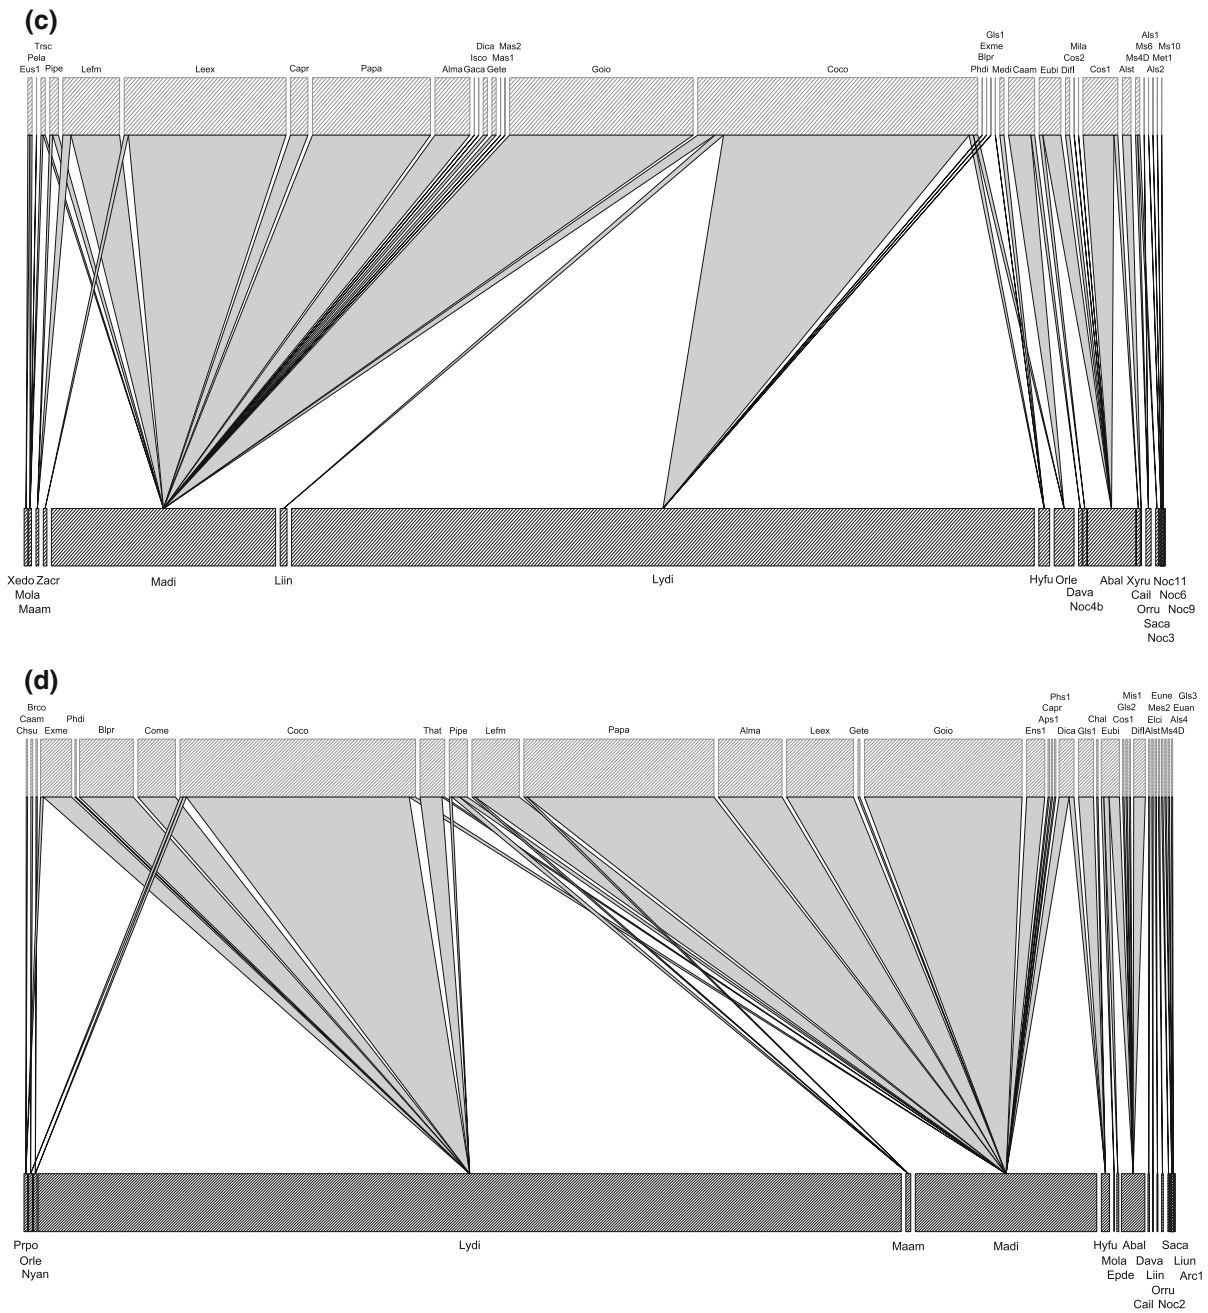 (c)
Gls1 Als1
Trsc Dica Mas2 Exme Mila Ms6 Ms10
Pela Isco Mas1 Blpr Cos2 Ms4D Met1
Eus1 Pipe Lefm Leex Capr Papa Alma Gaca Gete Goio Coco Phdi Medi Caam Eubi Difl Cos1 Alst Als2
Xedo Zacr Madi Liin Lydi Hyfu Orle Abal Xyru Noc11
Mola Dava Cail Noc6
Maam Noc4b Orru Noc9
Saca
Noc3
(d)
Phs1 Mis1 Eune Gls3
Brco Capr Gls2 Mes2 Euan
Caam Phdi Aps1 Chal Cos1 Elci Als4
Chsu Exme Blpr Come Coco That Pipe Lefm Papa Alma Leex Gete Goio Ens1 Dica Gls1 Eubi Difl Alst Ms4D
Prpo Lydi Maam Madi Hyfu Abal Saca
Orle Mola Dava Liun
Nyan Epde Liin Arc1
Orru
Cail Noc2